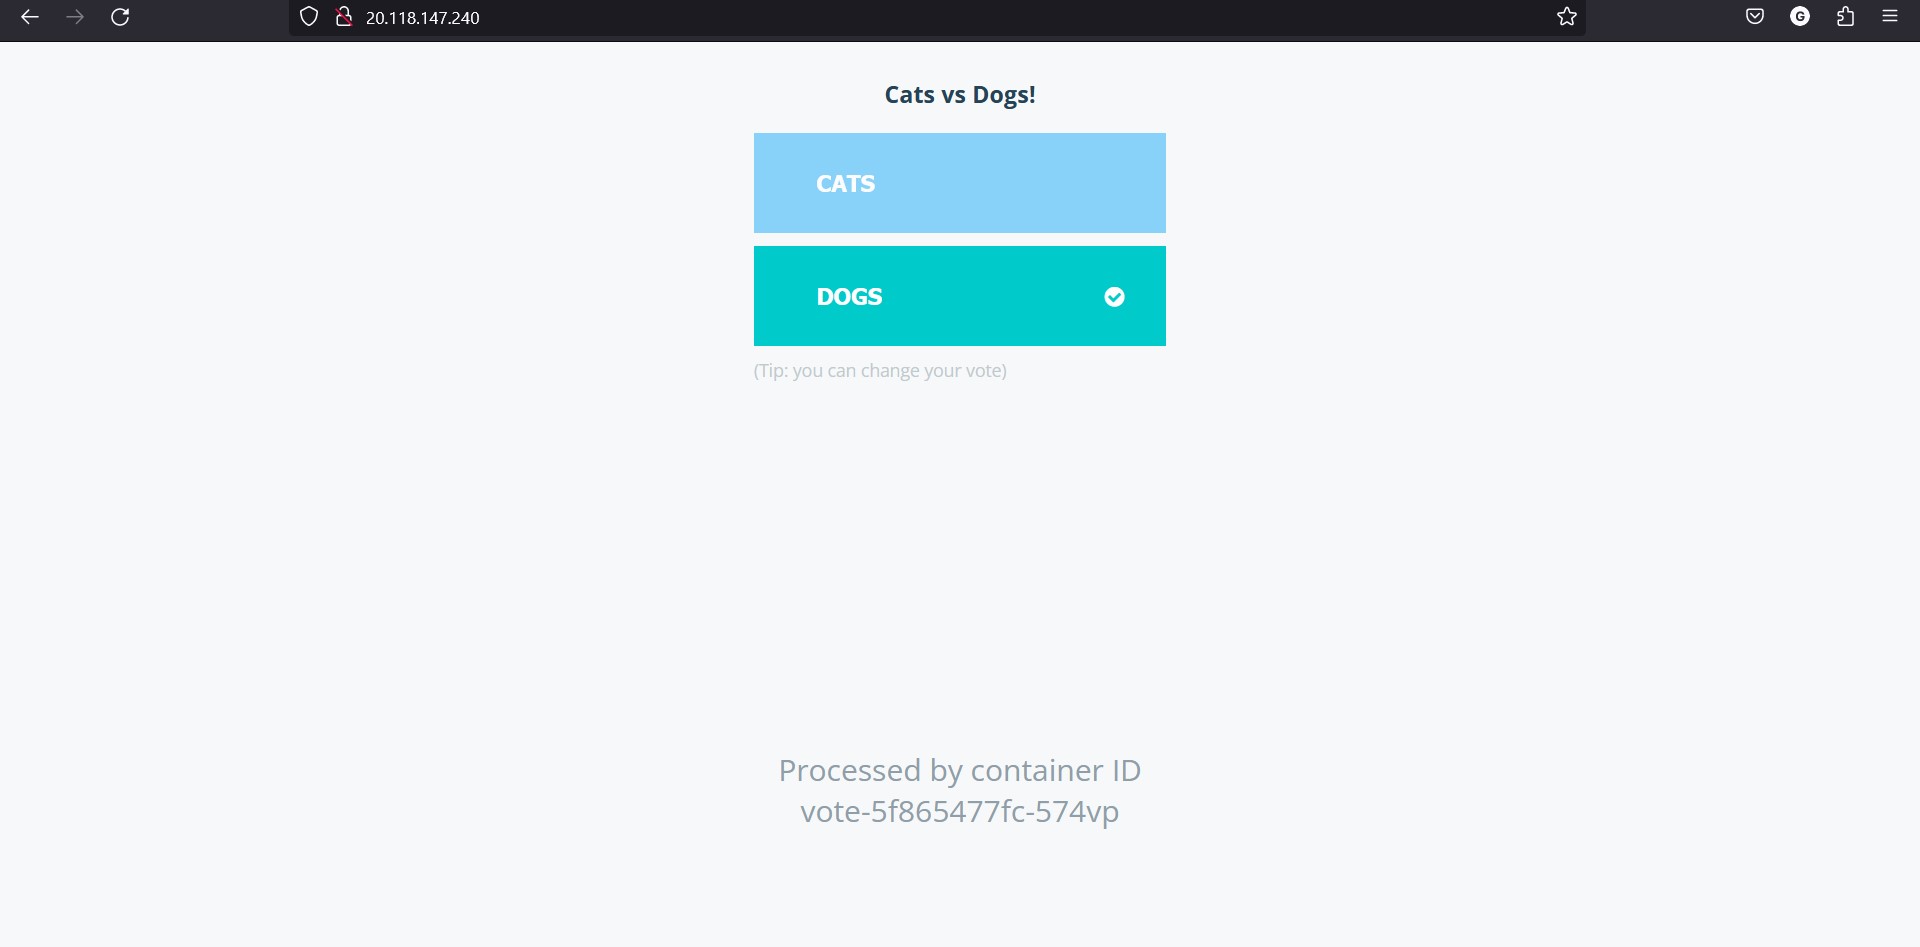 20.118.147.240
G
Cats vs Dogs!
CATS
DOGS
(Tip: you can change your vote)
Processed by container ID
vote-5f865477fc-574vp